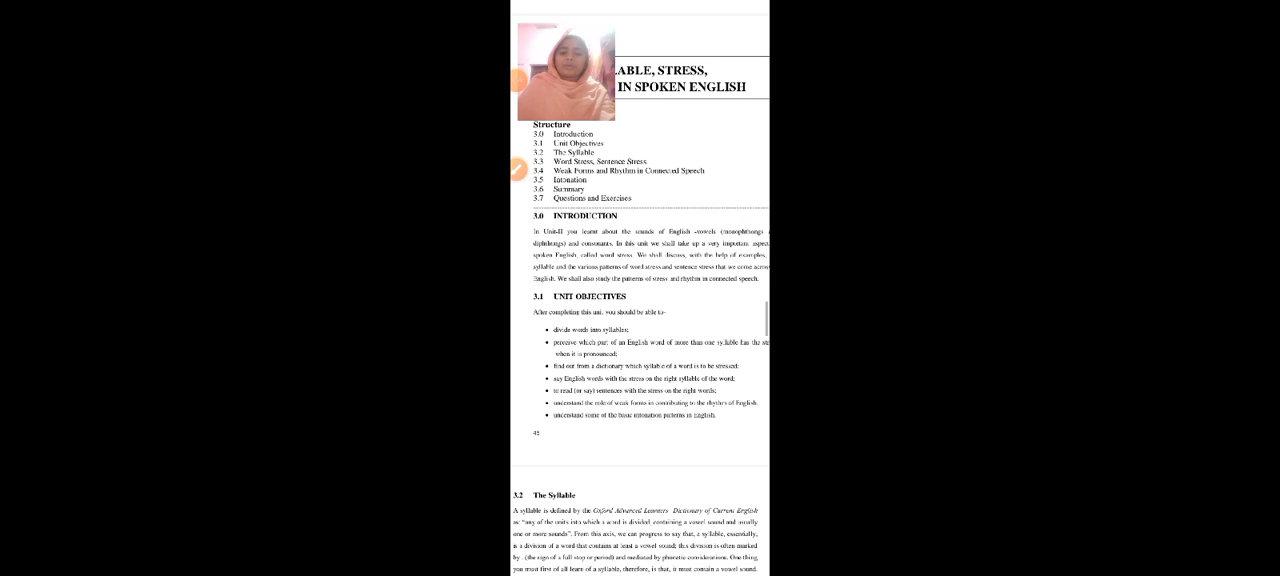 LABLE, STRESS,
IN SPOKEN ENGLISH
Structure
3.0 Introduction
3.1 Unit Objectives
3.2 The Syllable
3.3 Word Stress, Sentence Stress
3.4 Weak Forms and Rhythm in Connected Speech
3.5 Intonation
3.6 Summary
3.7 Questions and Exercises
3.0 INTRODUCTION
In Unit-II you learnt about the sounds of English -vowels (monophthongs
diphthongs) and consonants. In this unit we shall take up a very important aspec
spoken English, called word stress. We shall discuss, with the help of examples,
syllable and the various patterns of word stress and sentence stress that we come across
English. We shall also study the patterns of stress and rhythm in connected speech.
3.1 UNIT OBJECTIVES
After completing this unit, you should be able to-
• divide words into syllables;
• perceive which part of an English word of more than one syllable has the st
when it is pronounced;
• find out from a dictionary which syllable of a word is to be stressed;
• say English words with the stress on the right syllable of the word;
• to read (or say) sentences with the stress on the right words;
• understand the role of weak forms in contributing to the rhythm of English.
• understand some of the basic intonation patterns in English.
3.2 The Syllable
A syllable is defined by the Oxford Advanced Learners Dictionary of Current English
as "any of the units into which a word is divided, containing a vowel sound and usually
one or more sounds". From this axis, we can progress to say that, a syllable, essentially,
is a division of a word that contains at least a vowel sound; this division is often marked
by . (the sign of a full stop or period) and mediated by phonetic considerations. One thing,
you must first of all learn of a syllable, therefore, is that, it must contain a vowel sound.